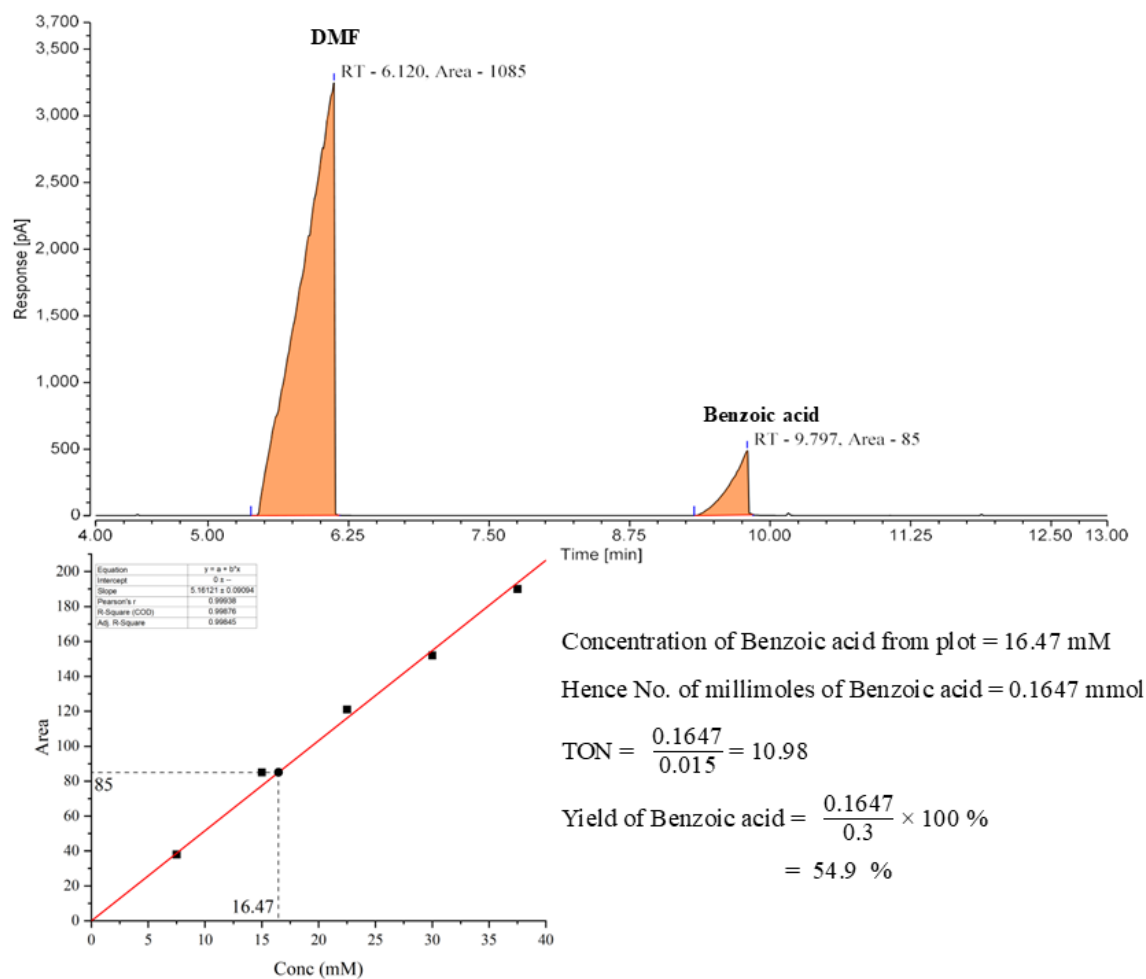 3,700
3,500
3,000
2,500
2,000
1,500
1,000
500
0
Response [pA]
DMF
RT - 6.120, Area - 1085
Benzoic acid
RT - 9.797, Area - 85
4.00 5.00 6.25 7.50 8.75 10.00 11.25 13.00
Time [min]
200
180
160
140
120
100
80
60
40
20
0
Area
Equation y = a + b*x
Intercept 0 ± --
Slope 5.16121 ± 0.09094
Pearson's r 0.99938
R-Square (COD) 0.99876
Adj. R-Square 0.99845
85
16.47
0 5 10 15 20 25 30 35 40
Conc (mM)
Concentration of Benzoic acid from plot = 16.47 mM
Hence No. of millimoles of Benzoic acid = 0.1647 mmol
TON = 0.1647 / 0.015 = 10.98
Yield of Benzoic acid = 0.1647 / 0.3 × 100 %
= 54.9 %